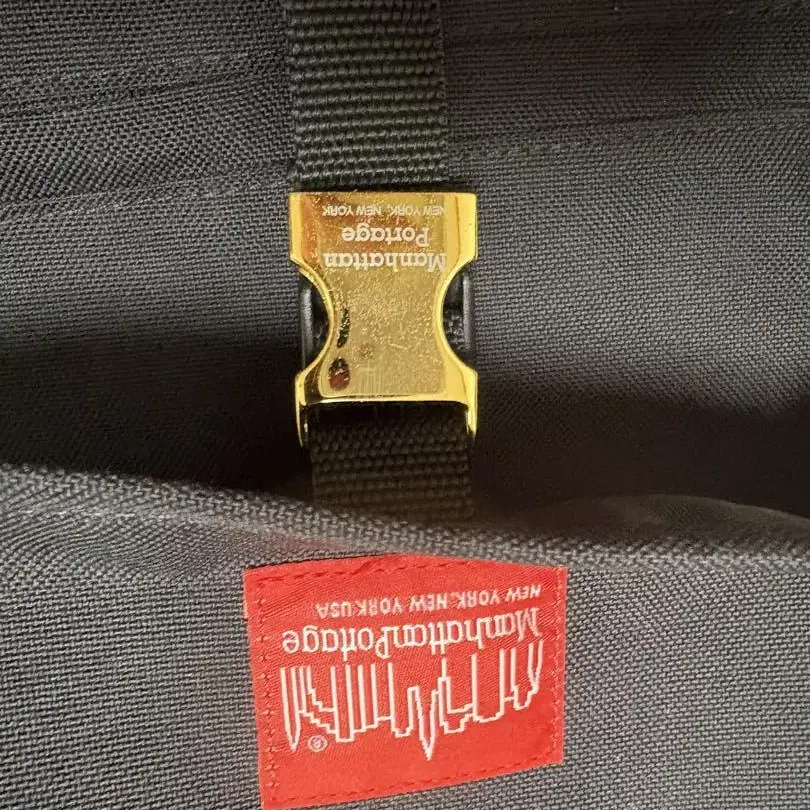 ®
ManhattanPortage
NEW YORK, NEW YORK.USA
Manhattan
Portage
NEW YORK, NEW YORK